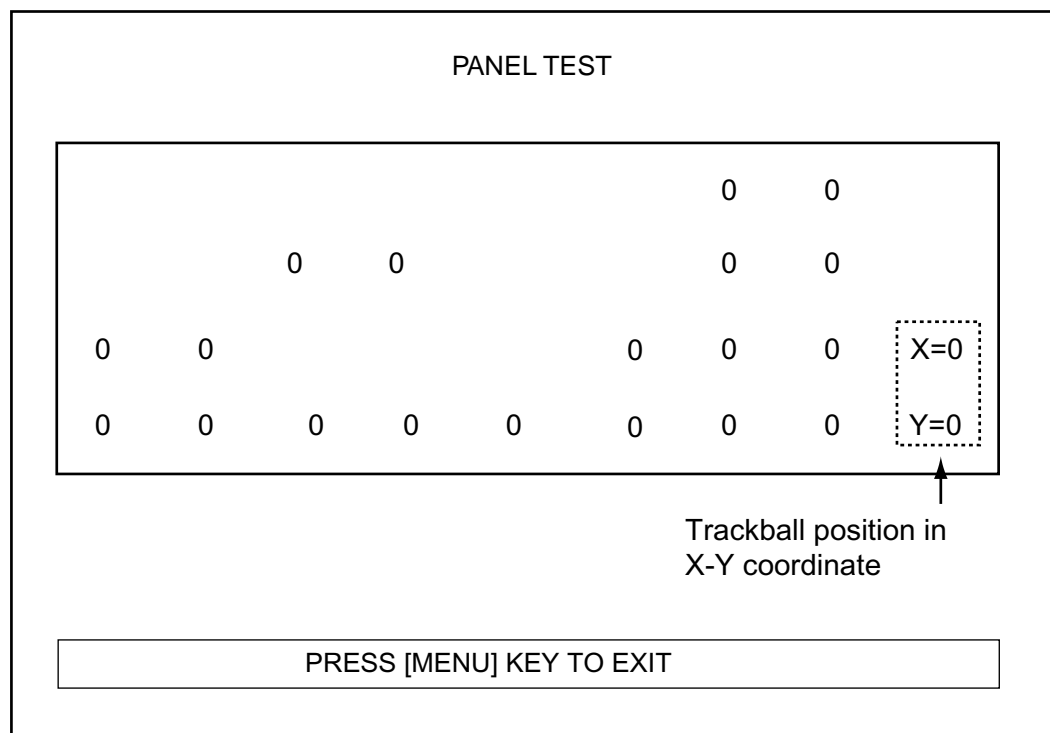 PANEL TEST
0 0
0 0 0 0
0 0 0 0 0 X=0
0 0 0 0 0 0 0 0 Y=0
Trackball position in
X-Y coordinate
PRESS [MENU] KEY TO EXIT